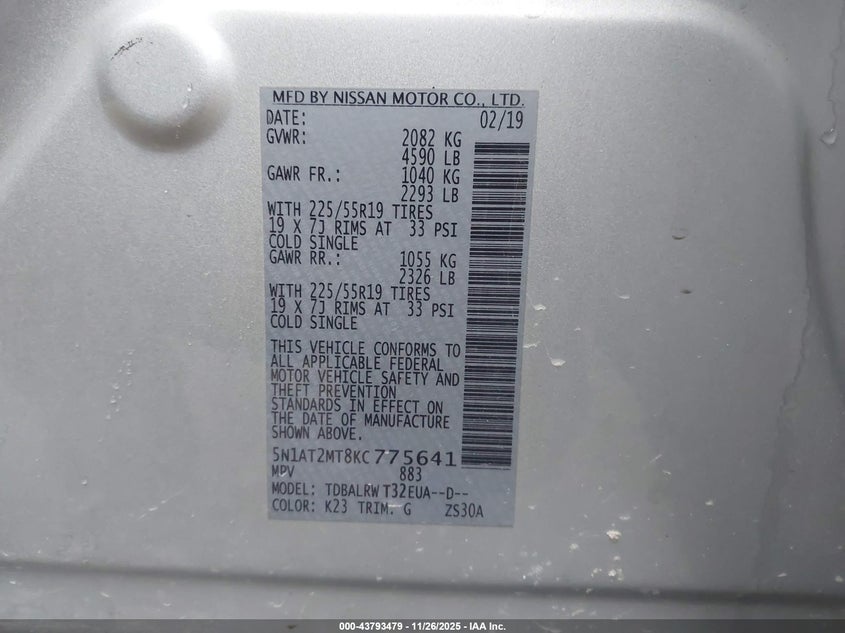 MFD BY NISSAN MOTOR CO., LTD.
DATE: 02/19
GVWR: 2082 KG
4590 LB
GAWR FR.: 1040 KG
2293 LB
WITH 225/55R19 TIRES
19 X 7J RIMS AT 33 PSI
COLD SINGLE
GAWR RR.: 1055 KG
2326 LB
WITH 225/55R19 TIRES
19 X 7J RIMS AT 33 PSI
COLD SINGLE
THIS VEHICLE CONFORMS TO
ALL APPLICABLE FEDERAL
MOTOR VEHICLE SAFETY AND
THEFT PREVENTION
STANDARDS IN EFFECT ON
THE DATE OF MANUFACTURE
SHOWN ABOVE.
5N1AT2MT8KC775641
MPV 883
MODEL: TDBALRW T32EUA--D--
COLOR: K23 TRIM. G ZS30A
000-43793479 - 11/26/2025 - IAA Inc.